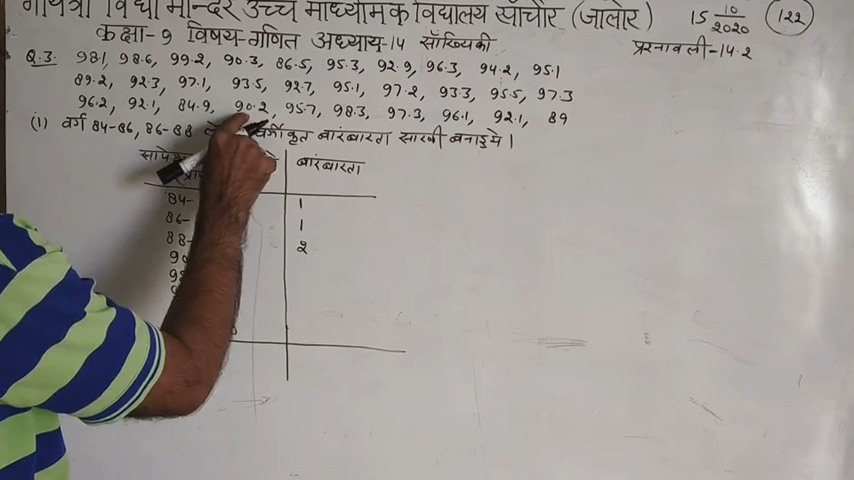 गायत्री विद्या मन्दिर उच्च माध्यमिक विद्यालय साँचौर (जालोर) 15 10/2020 122
कक्षा-9 विषय-गणित अध्याय-14 साँख्यिकी प्रश्नावली-14.2
Q.3. 98.1, 98.6, 99.2, 90.3, 86.5, 95.3, 92.9, 96.3, 94.2, 95.1
89.2, 92.3, 97.1, 93.5, 92.7, 95.1, 97.2, 93.3, 95.5, 97.3
96.2, 92.1, 84.9, 90.2, 95.7, 98.3, 97.3, 96.1, 92.1, 89
(i) वर्ग 84-86, 86-88 वर्गीकृत बारंबारता सारणी बनाइये।
बारंबारता
84- 1
86- 1
88- 2